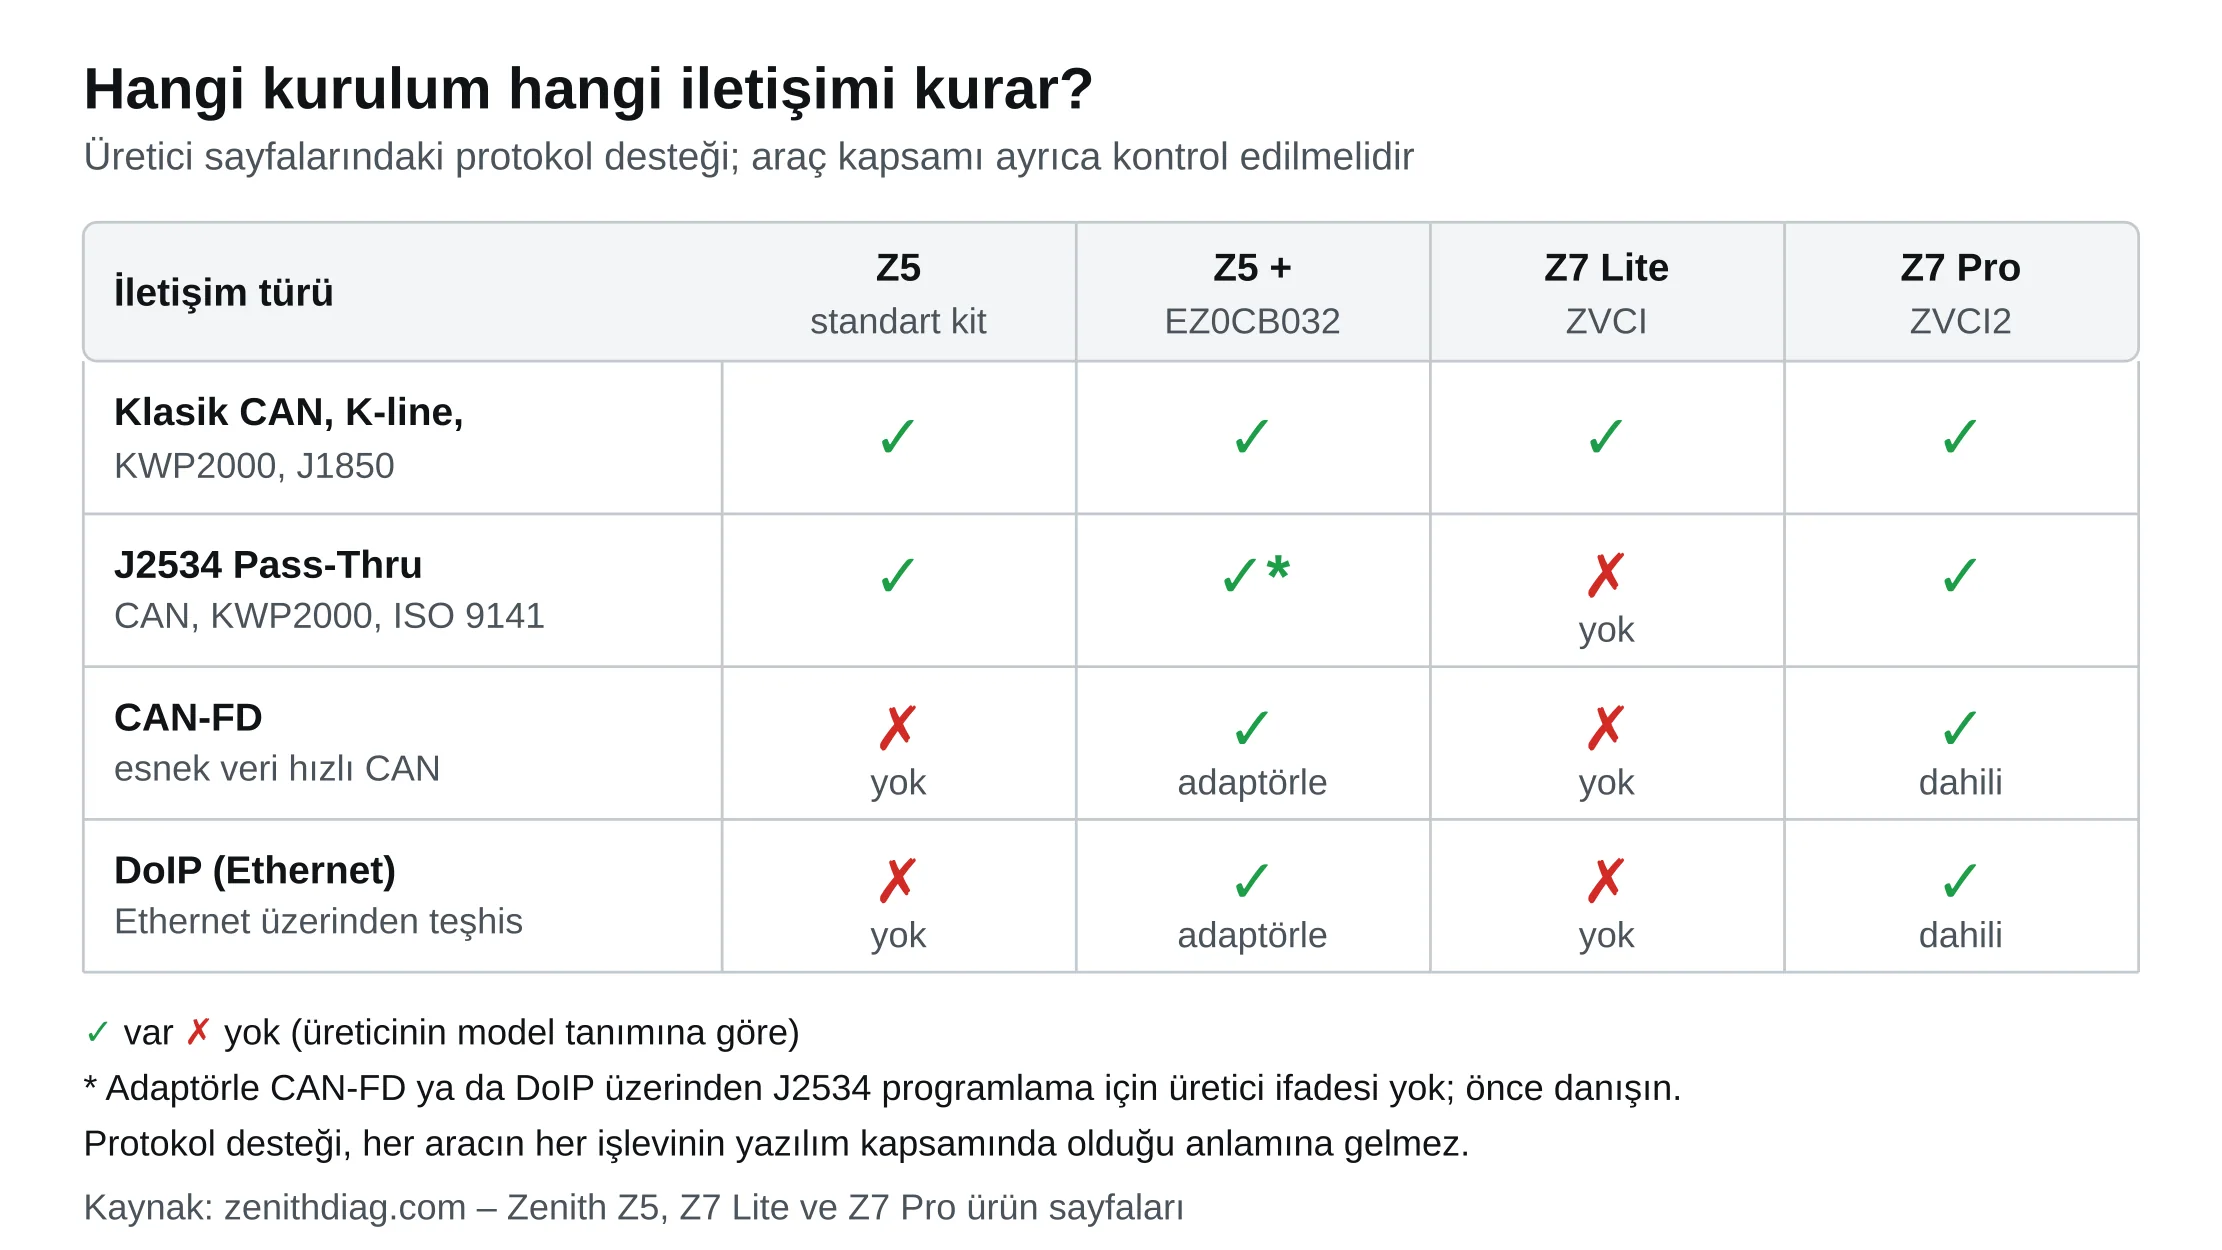 Hangi kurulum hangi iletişimi kurar?
Üretici sayfalarındaki protokol desteği; araç kapsamı ayrıca kontrol edilmelidir
İletişim türü
Z5
standart kit
Z5 +
EZ0CB032
Z7 Lite
ZVCI
Z7 Pro
ZVCI2
Klasik CAN, K-line,
KWP2000, J1850
✓ ✓ ✓ ✓
J2534 Pass-Thru
CAN, KWP2000, ISO 9141
✓ ✓* ✗ ✓
yok
CAN-FD
esnek veri hızlı CAN
✗ ✓ ✗ ✓
yok adaptörle yok dahili
DoIP (Ethernet)
Ethernet üzerinden teşhis
✗ ✓ ✗ ✓
yok adaptörle yok dahili
✓ var ✗ yok (üreticinin model tanımına göre)
* Adaptörle CAN-FD ya da DoIP üzerinden J2534 programlama için üretici ifadesi yok; önce danışın.
Protokol desteği, her aracın her işlevinin yazılım kapsamında olduğu anlamına gelmez.
Kaynak: zenithdiag.com – Zenith Z5, Z7 Lite ve Z7 Pro ürün sayfaları